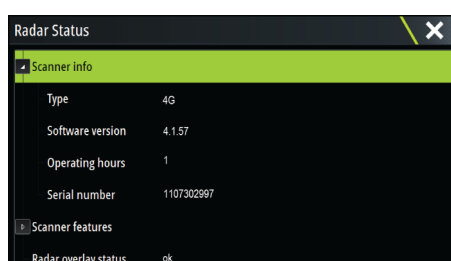 Radar Status
Scanner info
Type 4G
Software version 4.1.57
Operating hours 1
Serial number 1107302997
Scanner features
Radar overlay status ok